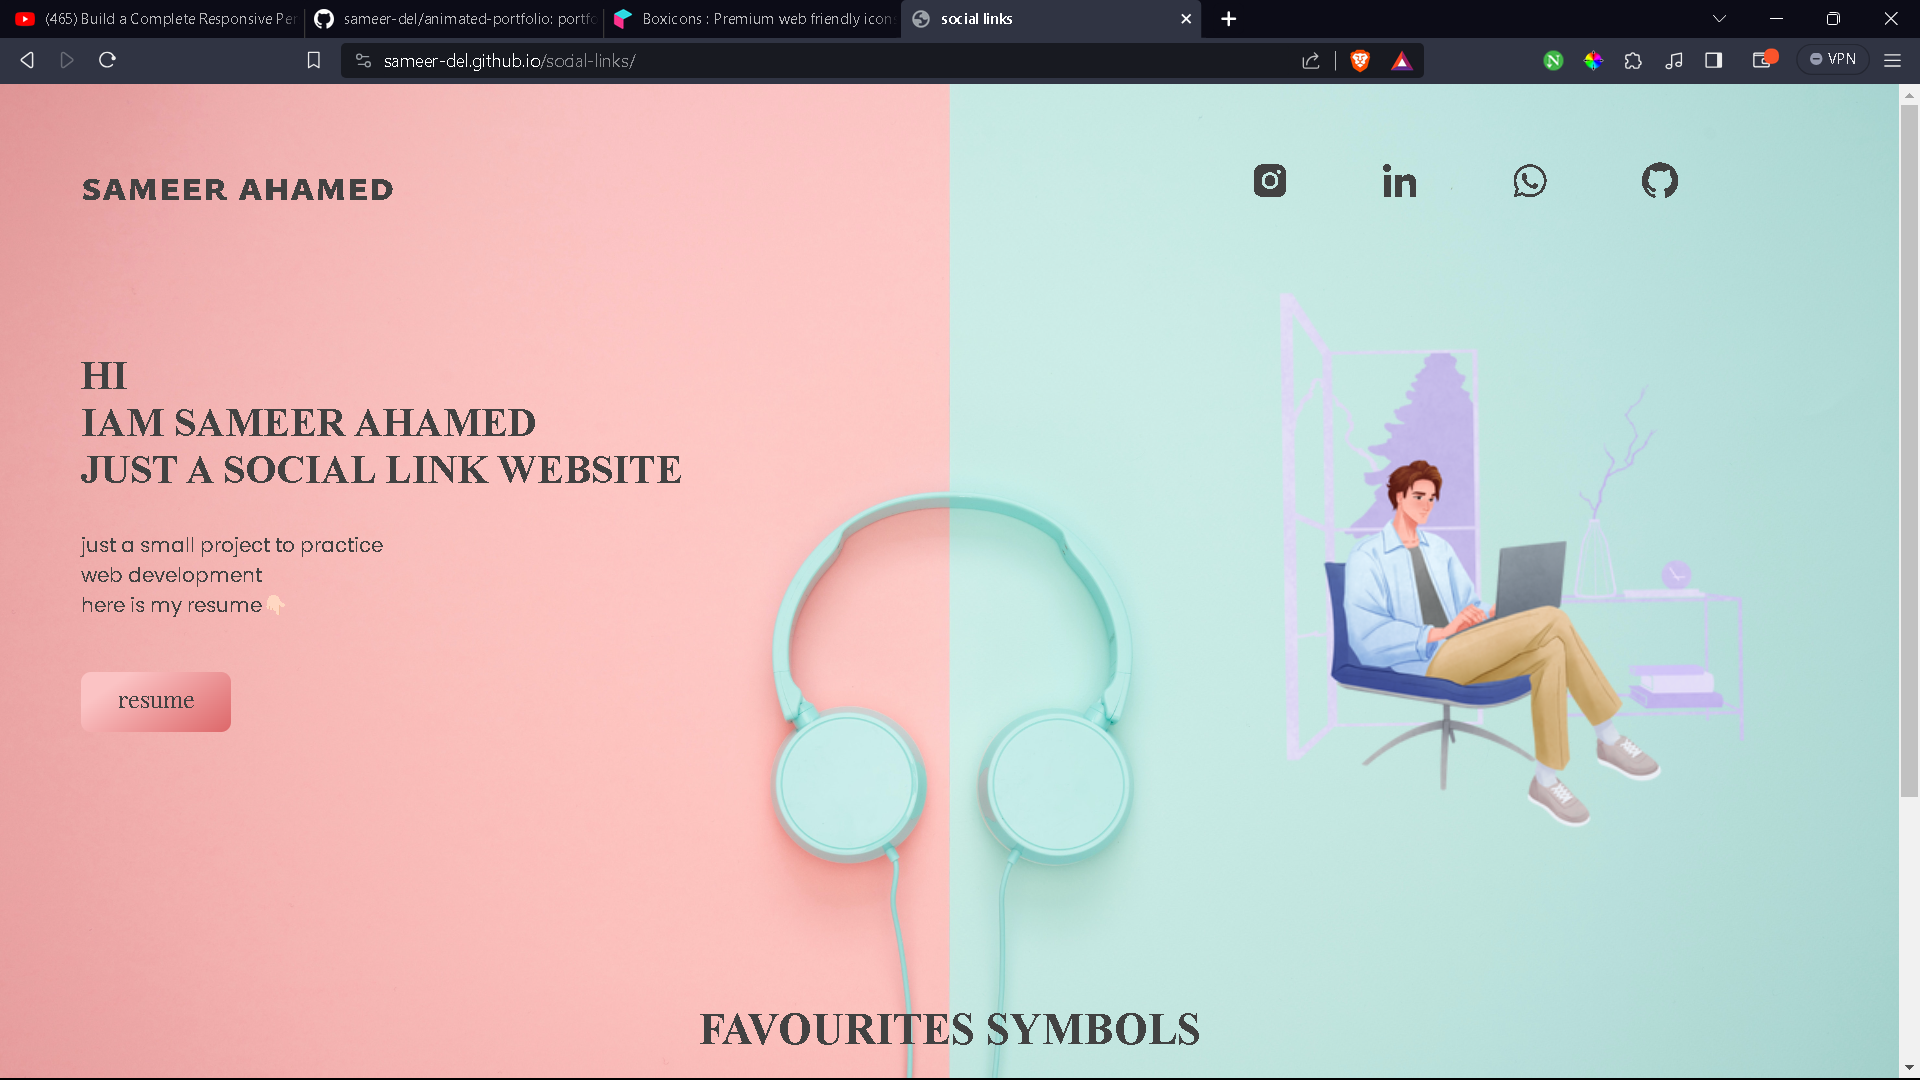 (465) Build a Complete Responsive Per
sameer-del/animated-portfolio: portfo
Boxicons : Premium web friendly icon
social links
sameer-del.github.io/social-links/
VPN
SAMEER AHAMED
HI
IAM SAMEER AHAMED
JUST A SOCIAL LINK WEBSITE
just a small project to practice
web development
here is my resume👇🏻
resume
FAVOURITES SYMBOLS